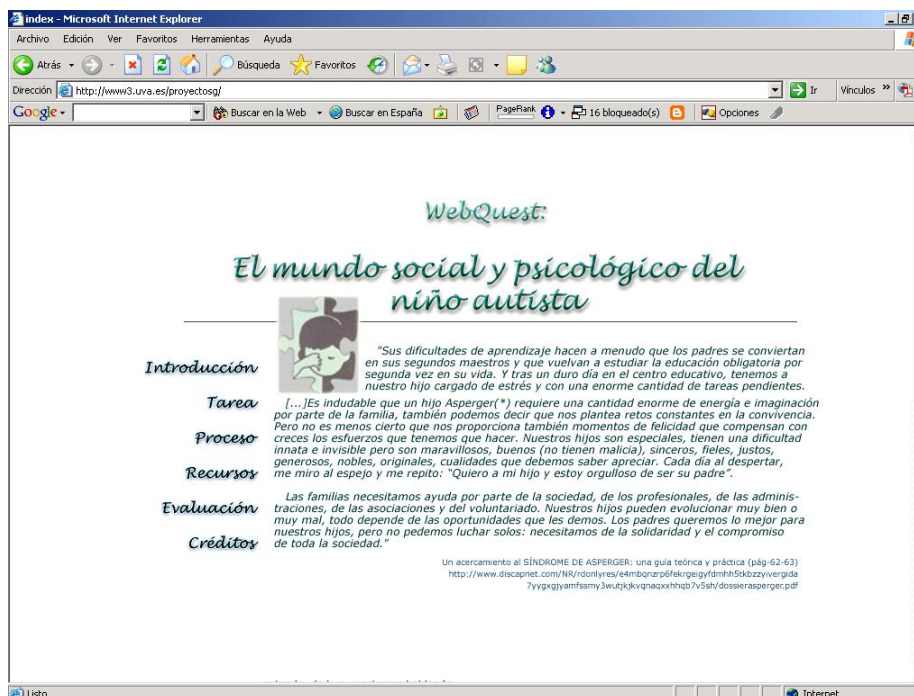 index - Microsoft Internet Explorer
Archivo Edición Ver Favoritos Herramientas Ayuda
Atrás Búsqueda Favoritos
Dirección http://www3.uva.es/proyectosg/ Ir Vínculos »
Google Buscar en la Web Buscar en España PageRank 16 bloqueado(s) Opciones
WebQuest:
El mundo social y psicológico del
niño autista
Introducción
Tarea
Proceso
Recursos
Evaluación
Créditos
"Sus dificultades de aprendizaje hacen a menudo que los padres se conviertan
en sus segundos maestros y que vuelvan a estudiar la educación obligatoria por
segunda vez en su vida. Y tras un duro día en el centro educativo, tenemos a
nuestro hijo cargado de estrés y con una enorme cantidad de tareas pendientes.
[...]Es indudable que un hijo Asperger(*) requiere una cantidad enorme de energía e imaginación
por parte de la familia, también podemos decir que nos plantea retos constantes en la convivencia.
Pero no es menos cierto que nos proporciona también momentos de felicidad que compensan con
creces los esfuerzos que tenemos que hacer. Nuestros hijos son especiales, tienen una dificultad
innata e invisible pero son maravillosos, buenos (no tienen malicia), sinceros, fieles, justos,
generosos, nobles, originales, cualidades que debemos saber apreciar. Cada día al despertar,
me miro al espejo y me repito: "Quiero a mi hijo y estoy orgulloso de ser su padre".
Las familias necesitamos ayuda por parte de la sociedad, de los profesionales, de las adminis-
traciones, de las asociaciones y del voluntariado. Nuestros hijos pueden evolucionar muy bien o
muy mal, todo depende de las oportunidades que les demos. Los padres queremos lo mejor para
nuestros hijos, pero no pedemos luchar solos: necesitamos de la solidaridad y el compromiso
de toda la sociedad."
Un acercamiento al SÍNDROME DE ASPERGER: una guía teórica y práctica (pág-62-63)
Listo Internet